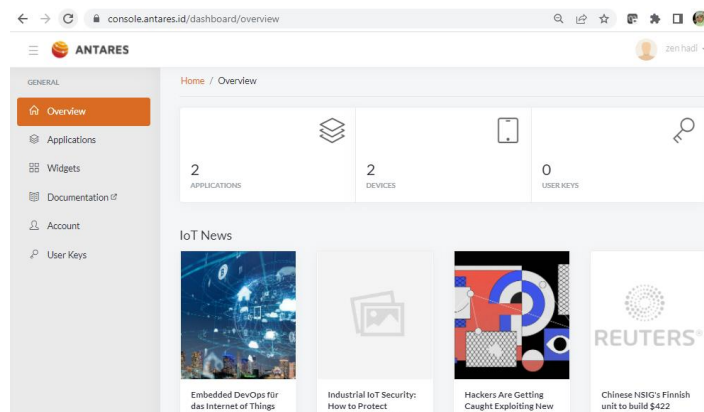 console.antares.id/dashboard/overview
ANTARES
zen hadi
GENERAL
Overview
Applications
Widgets
Documentation
Account
User Keys
Home / Overview
2
APPLICATIONS
2
DEVICES
0
USER KEYS
IoT News
REUTERS®
Embedded DevOps für
das Internet of Things
Industrial IoT Security:
How to Protect
Hackers Are Getting
Caught Exploiting New
Chinese NSIG's Finnish
unit to build $422